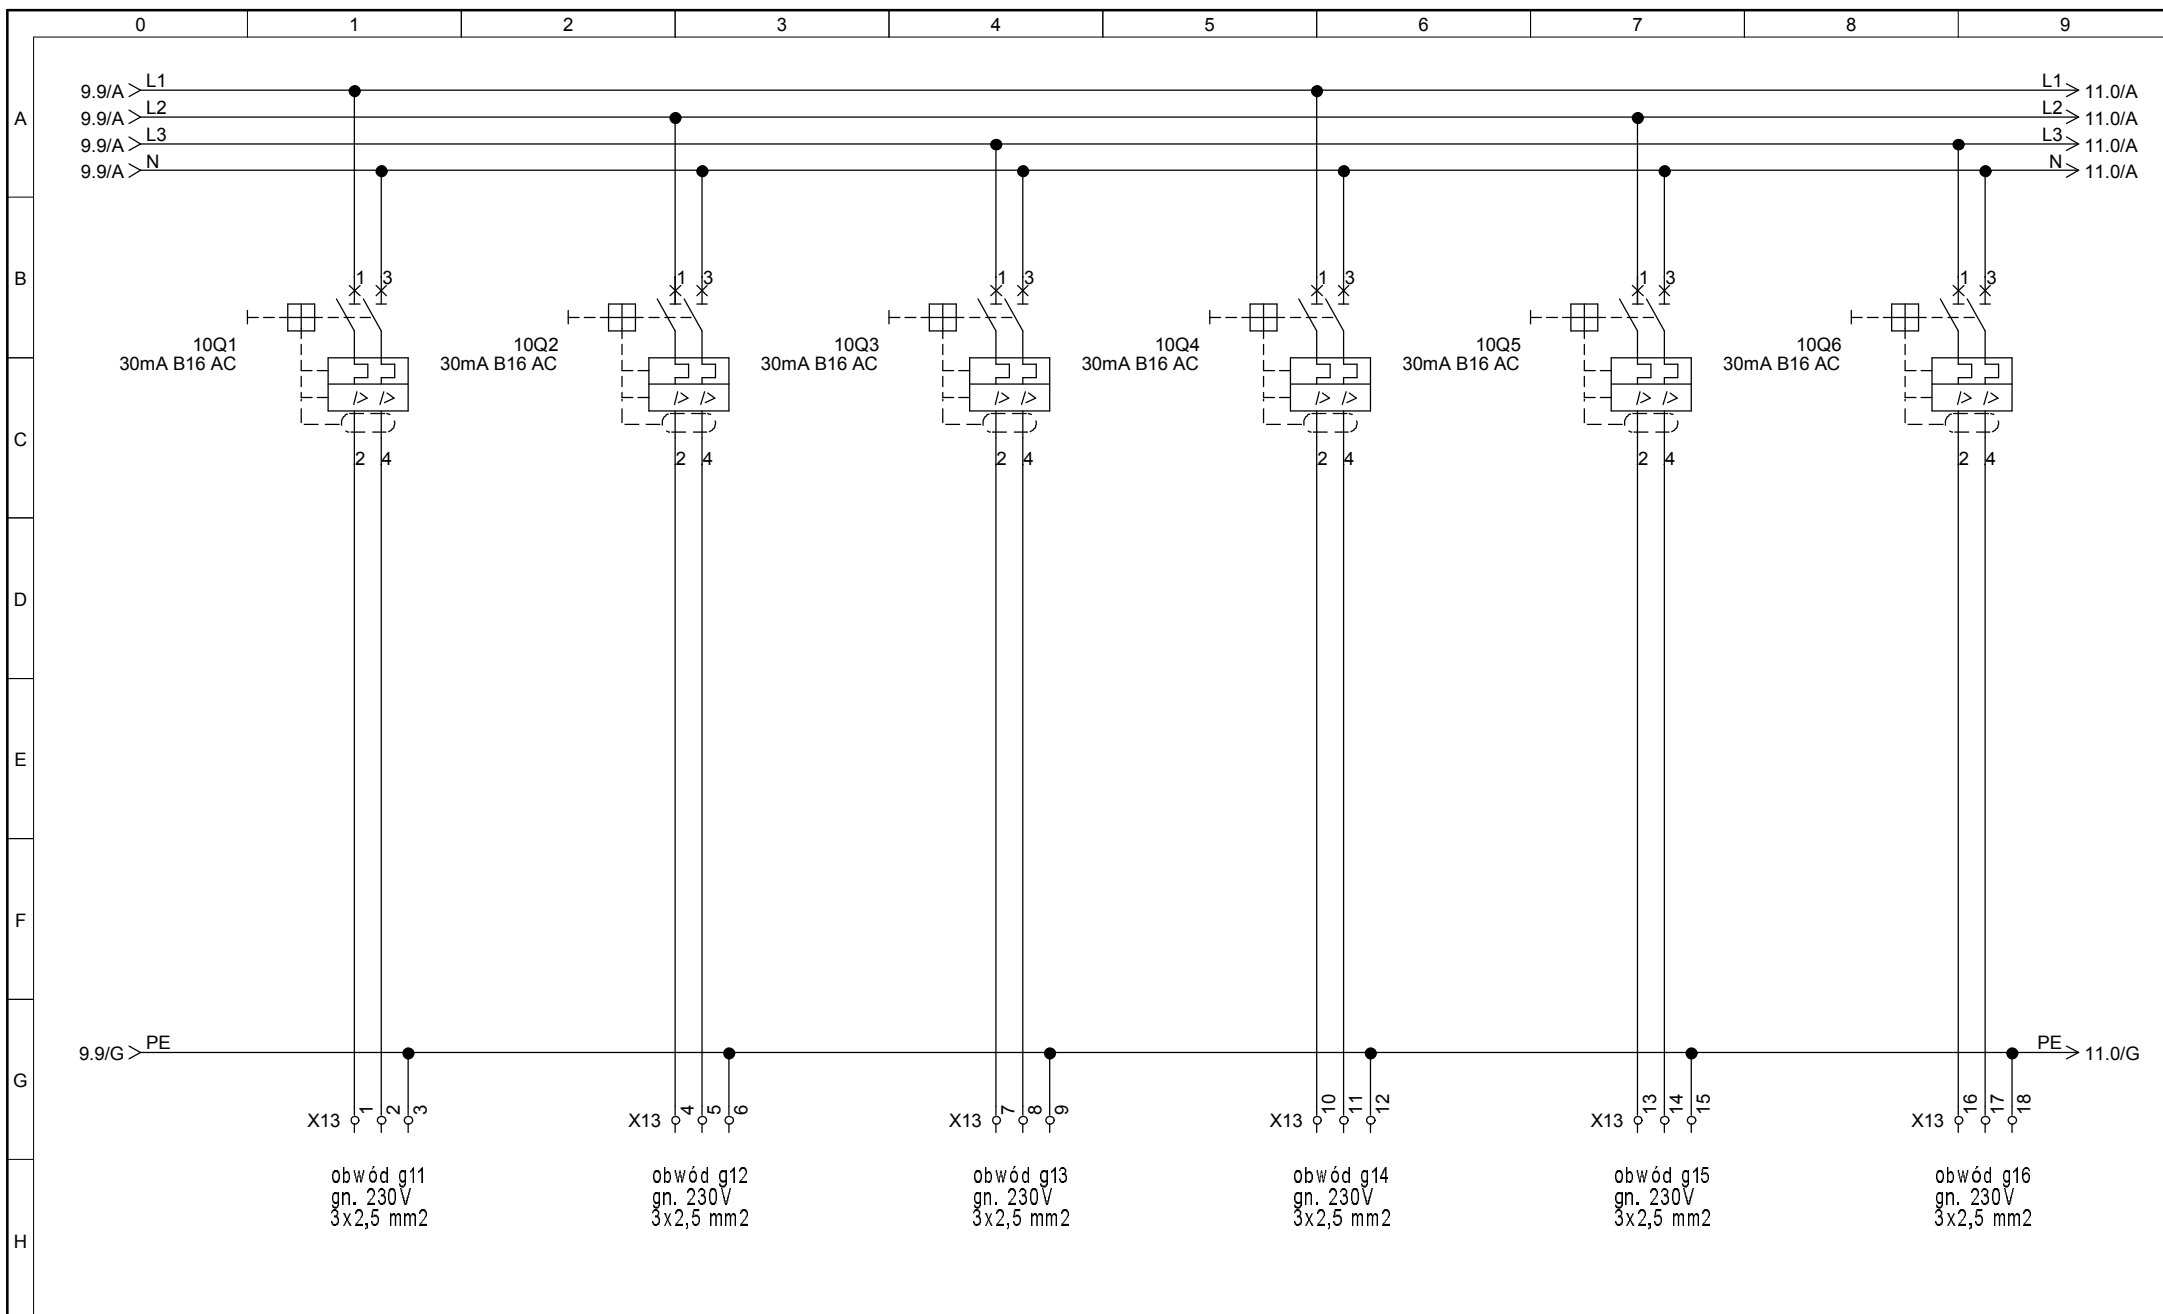 0 1 2 3 4 5 6 7 8 9
A
9.9/A L1 L1 11.0/A
9.9/A L2 L2 11.0/A
9.9/A L3 L3 11.0/A
9.9/A N N 11.0/A
B
1 3 1 3 1 3 1 3 1 3 1 3
10Q1 10Q2 10Q3 10Q4 10Q5 10Q6
30mA B16 AC 30mA B16 AC 30mA B16 AC 30mA B16 AC 30mA B16 AC 30mA B16 AC
I> I> I> I> I> I> I> I> I> I> I> I>
C
2 4 2 4 2 4 2 4 2 4 2 4
D
E
F
9.9/G PE PE 11.0/G
G
X13 1 2 3 X13 4 5 6 X13 7 8 9 X13 10 11 12 X13 13 14 15 X13 16 17 18
obwód g11 obwód g12 obwód g13 obwód g14 obwód g15 obwód g16
gn. 230V gn. 230V gn. 230V gn. 230V gn. 230V gn. 230V
3x2,5 mm2 3x2,5 mm2 3x2,5 mm2 3x2,5 mm2 3x2,5 mm2 3x2,5 mm2
H